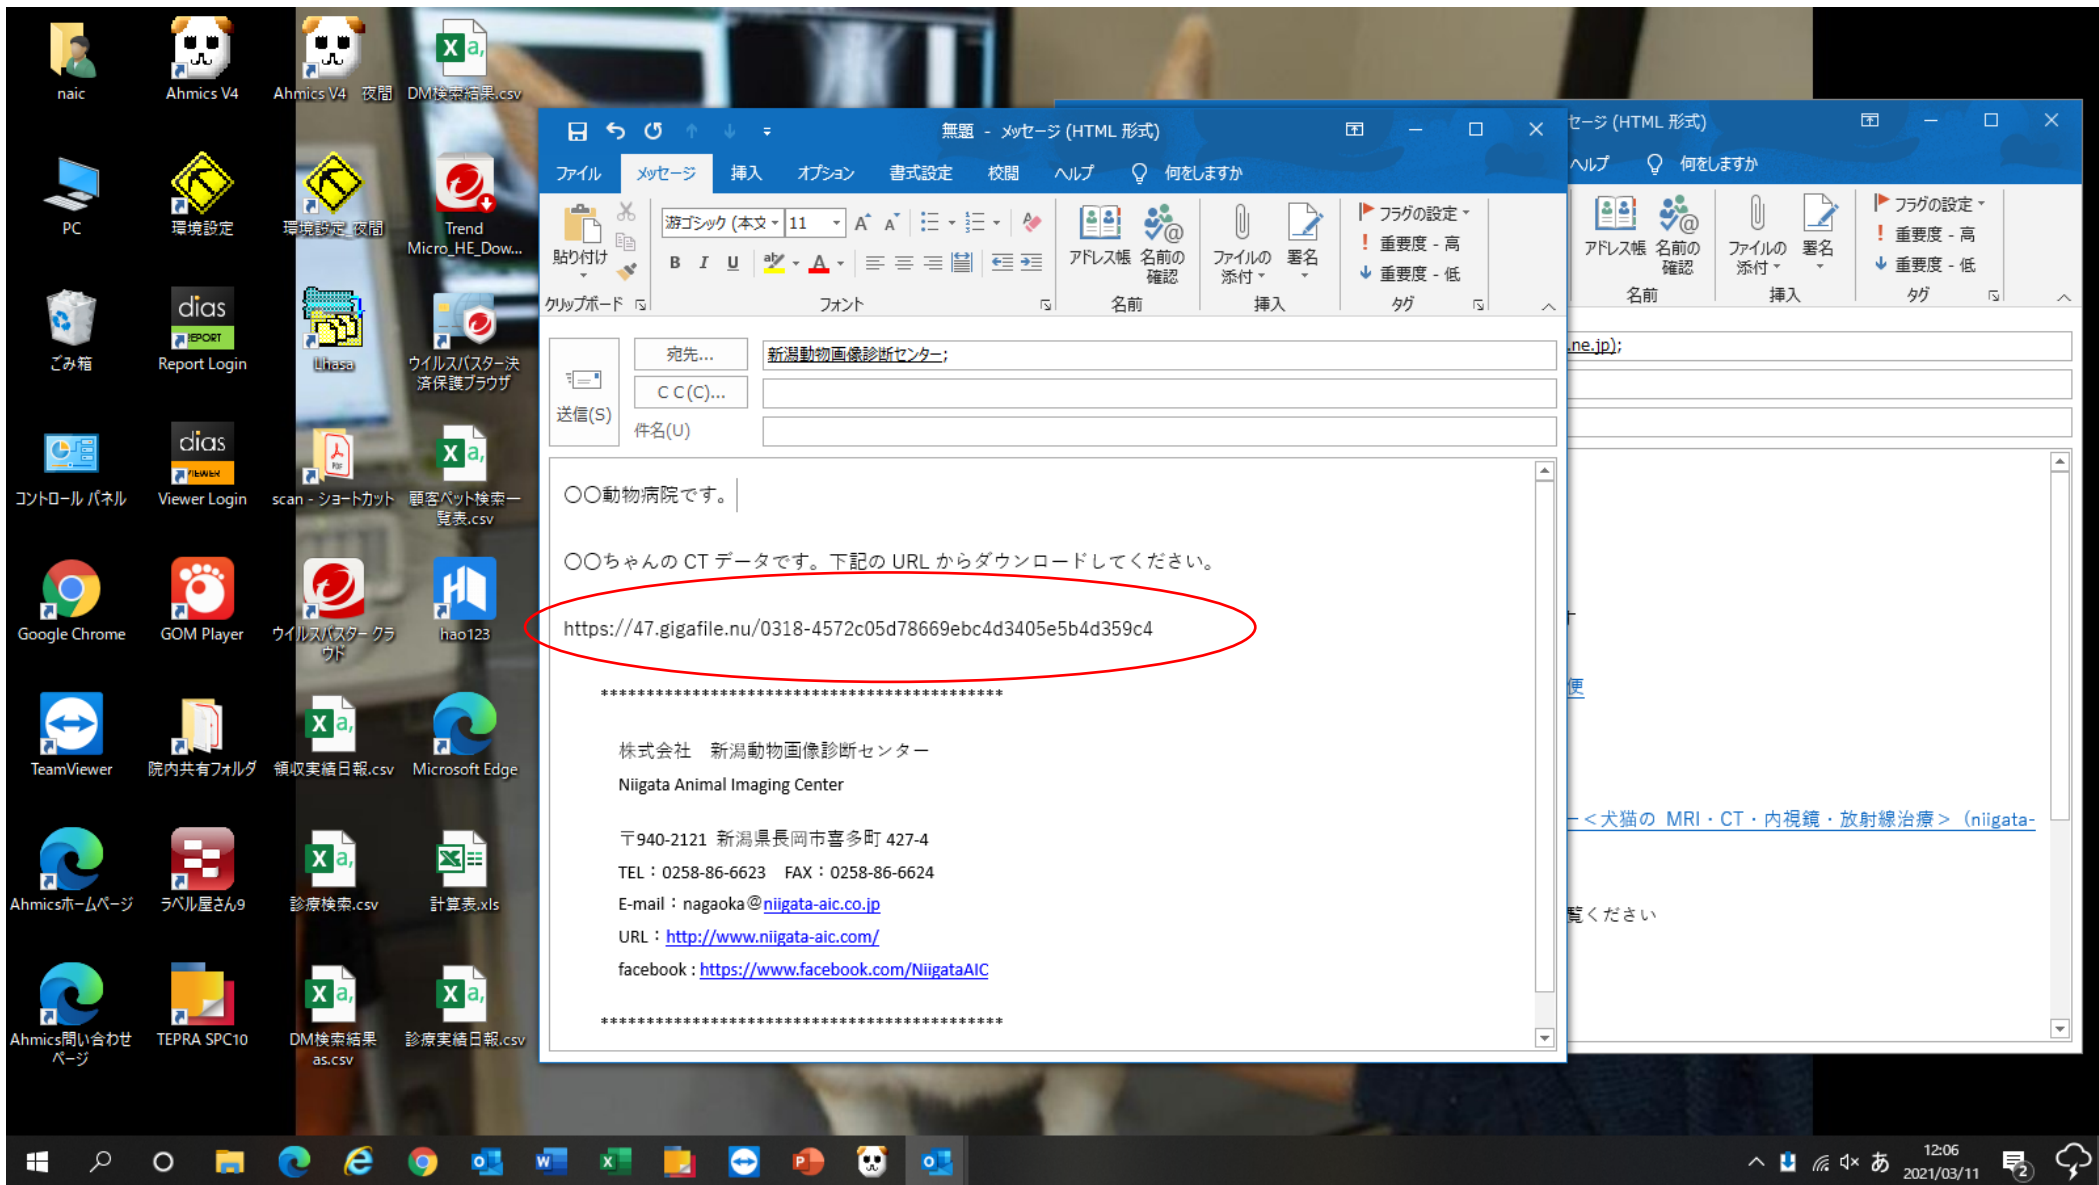 naic
Ahmics V4
Ahmics V4 夜間
DM検索結果.csv
PC
環境設定
環境設定_夜間
Trend
Micro_HE_Dow...
ごみ箱
dias
REPORT
Report Login
Lhasa
ウイルスバスター決
済保護ブラウザ
コントロール パネル
dias
VIEWER
Viewer Login
scan - ショートカット
顧客ペット検索一
覧表.csv
Google Chrome
GOM Player
ウイルスバスター クラ
ウド
hao123
TeamViewer
院内共有フォルダ
領収実績日報.csv
Microsoft Edge
Ahmicsホームページ
ラベル屋さん9
診療検索.csv
計算表.xls
Ahmics問い合わせ
ページ
TEPRA SPC10
DM検索結果
as.csv
診療実績日報.csv
無題 - メッセージ (HTML 形式)
ファイル メッセージ 挿入 オプション 書式設定 校閲 ヘルプ 何をしますか
貼り付け
クリップボード
游ゴシック (本文 11
B I U
フォント
アドレス帳 名前の
確認
名前
ファイルの
添付
署名
挿入
フラグの設定
重要度 - 高
重要度 - 低
タグ
送信(S)
宛先... 新潟動物画像診断センター;
C C(C)...
件名(U)
〇〇動物病院です。
〇〇ちゃんの CT データです。下記の URL からダウンロードしてください。
https://47.gigafile.nu/0318-4572c05d78669ebc4d3405e5b4d359c4
********************************************
株式会社　新潟動物画像診断センター
Niigata Animal Imaging Center
〒940-2121 新潟県長岡市喜多町 427-4
TEL：0258-86-6623 FAX：0258-86-6624
E-mail：nagaoka@niigata-aic.co.jp
URL：http://www.niigata-aic.com/
facebook : https://www.facebook.com/NiigataAIC
********************************************
セージ (HTML 形式)
ヘルプ 何をしますか
アドレス帳 名前の
確認
名前
ファイルの
添付
署名
挿入
フラグの設定
重要度 - 高
重要度 - 低
タグ
.ne.jp);
便
ー＜犬猫の MRI・CT・内視鏡・放射線治療＞（niigata-
覧ください
あ
12:06
2021/03/11
2